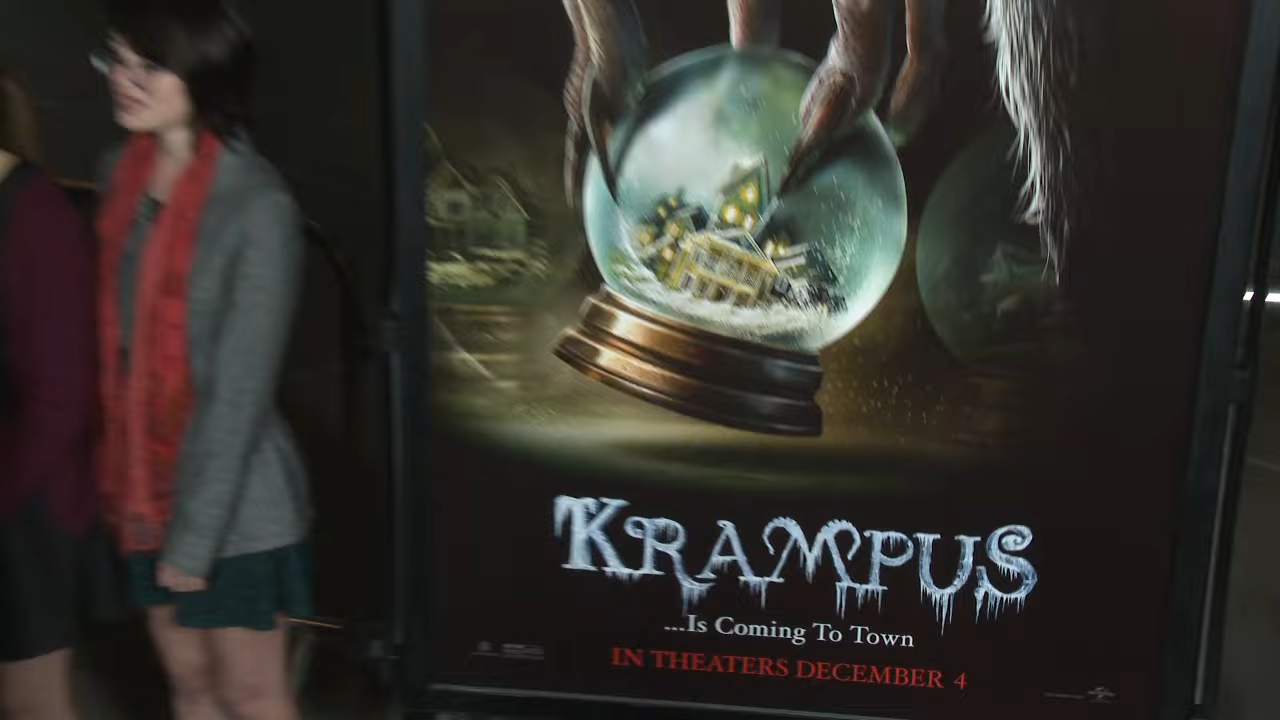 KRAMPUS
...Is Coming To Town
IN THEATERS DECEMBER 4